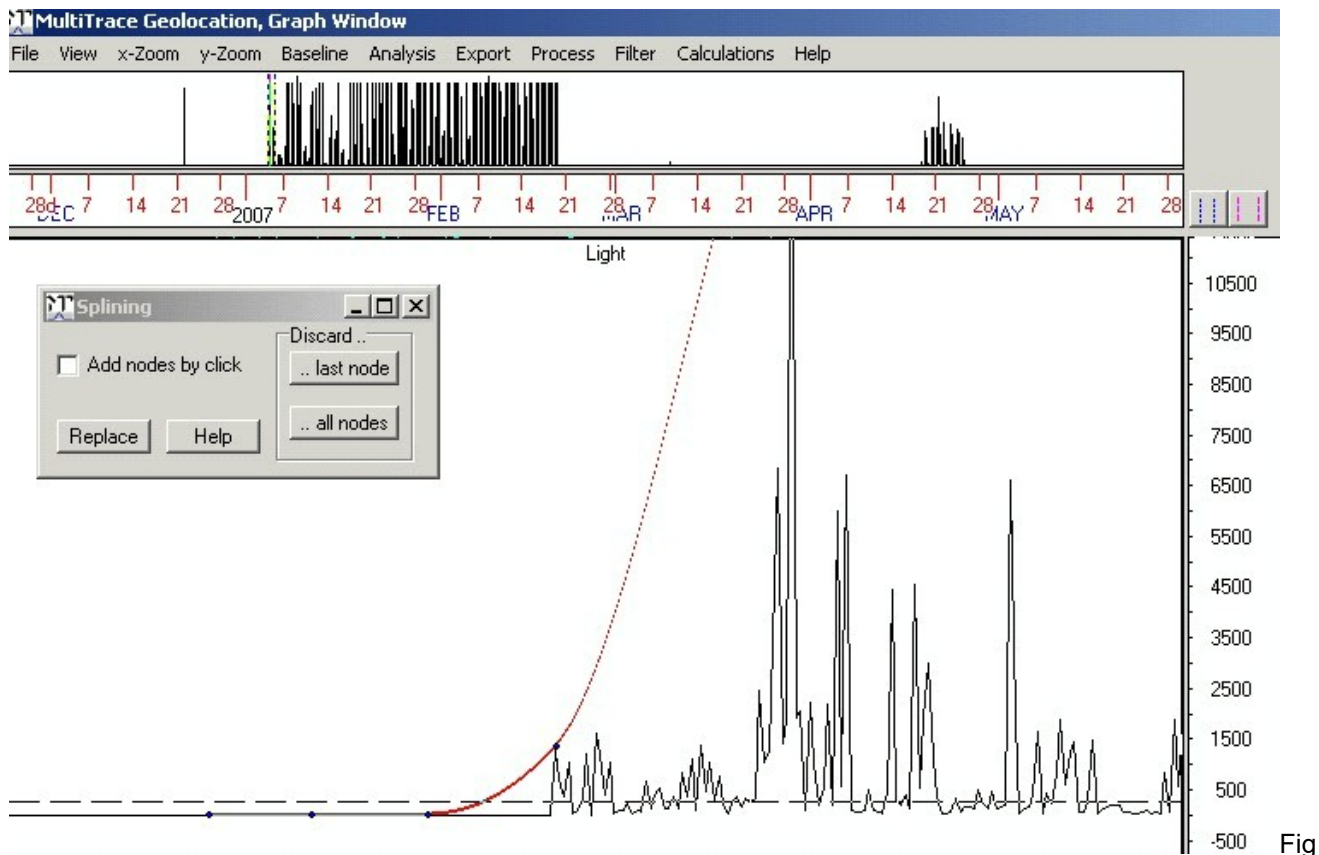 MultiTrace Geolocation, Graph Window
File View x-Zoom y-Zoom Baseline Analysis Export Process Filter Calculations Help
28 DEC 7 14 21 28 2007 7 14 21 28 FEB 7 14 21 28 MAR 7 14 21 28 APR 7 14 21 28 MAY 7 14 21 28
Light
10500
Splining
Discard ..
9500
Add nodes by click
.. last node
8500
.. all nodes
Replace Help
7500
6500
5500
4500
3500
2500
1500
500
-500
Fig